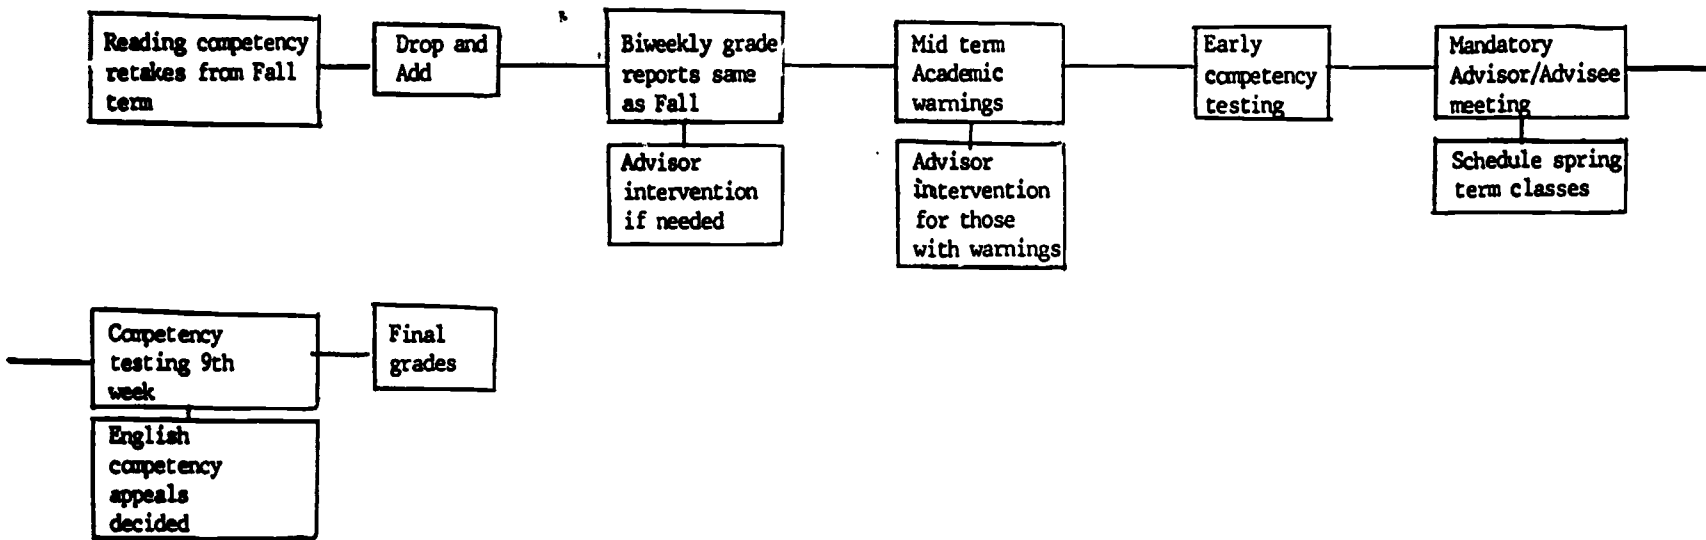 Reading competency
retakes from Fall
term
Drop and
Add
Biweekly grade
reports same
as Fall
Advisor
intervention
if needed
Mid term
Academic
warnings
Advisor
intervention
for those
with warnings
Early
competency
testing
Mandatory
Advisor/Advisee
meeting
Schedule spring
term classes
Competency
testing 9th
week
English
competency
appeals
decided
Final
grades